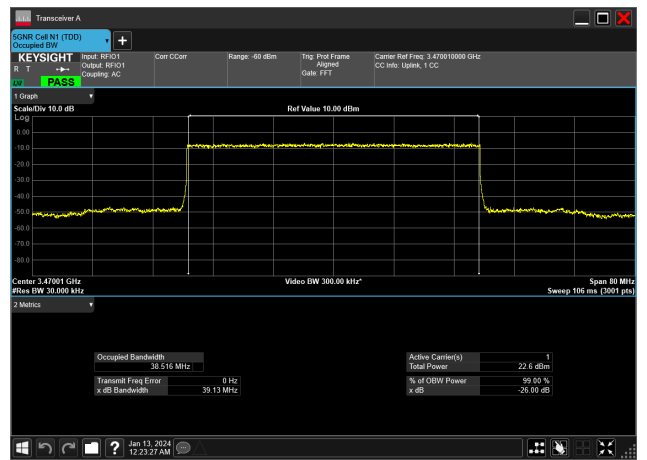 Transceiver A
5GNR Cell N1 (TDD)
Occupied BW
KEYSIGHT
R T
LXI
PASS
Input: RFIO1
Output: RFIO1
Coupling: AC
Corr CCorr
Range: -60 dBm
Trig: Prot Frame
Aligned
Gate: FFT
Carrier Ref Freq: 3.470010000 GHz
CC Info: Uplink, 1 CC
1 Graph
Scale/Div 10.0 dB
Ref Value 10.00 dBm
Log
0.00
-10.0
-20.0
-30.0
-40.0
-50.0
-60.0
-70.0
-80.0
Center 3.47001 GHz
Video BW 300.00 kHz*
Span 80 MHz
#Res BW 30.000 kHz
Sweep 106 ms (3001 pts)
2 Metrics
Occupied Bandwidth
38.516 MHz
Transmit Freq Error 0 Hz
x dB Bandwidth 39.13 MHz
Active Carrier(s) 1
Total Power 22.6 dBm
% of OBW Power 99.00 %
x dB -26.00 dB
Jan 13, 2024
12:23:27 AM